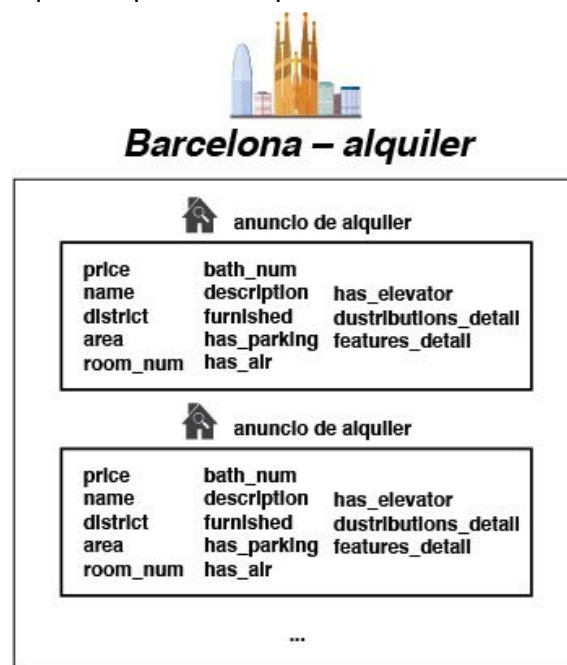 Barcelona – alquiler
anuncio de alquiler
price bath_num
name description has_elevator
district furnished dustributions_detail
area has_parking features_detail
room_num has_air
anuncio de alquiler
price bath_num
name description has_elevator
district furnished dustributions_detail
area has_parking features_detail
room_num has_air
...